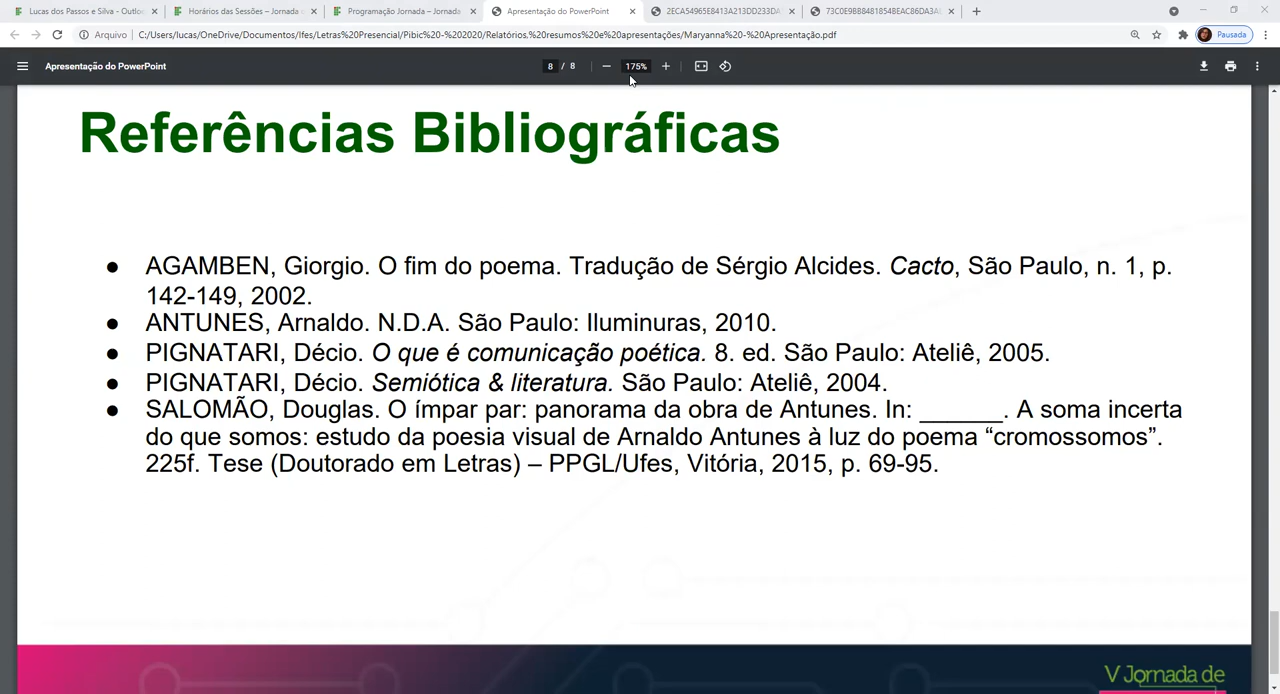 Lucas dos Passos e Silva - Outlo
Horários das Sessões – Jornada
Programação Jornada – Jornada
Apresentação do PowerPoint
2ECA54965E8413A213DD233DA
73C0E9BB8481854BEAC86DA3A
Arquivo
C:/Users/lucas/OneDrive/Documentos/Ifes/Letras%20Presencial/Pibic%20-%202020/Relatórios,%20resumos%20e%20apresentações/Maryanna%20-%20Apresentação.pdf
Pausada
Apresentação do PowerPoint
8 / 8
175%
Referências Bibliográficas
● AGAMBEN, Giorgio. O fim do poema. Tradução de Sérgio Alcides. Cacto, São Paulo, n. 1, p.
142-149, 2002.
● ANTUNES, Arnaldo. N.D.A. São Paulo: Iluminuras, 2010.
● PIGNATARI, Décio. O que é comunicação poética. 8. ed. São Paulo: Ateliê, 2005.
● PIGNATARI, Décio. Semiótica & literatura. São Paulo: Ateliê, 2004.
● SALOMÃO, Douglas. O ímpar par: panorama da obra de Antunes. In: ______. A soma incerta
do que somos: estudo da poesia visual de Arnaldo Antunes à luz do poema “cromossomos”.
225f. Tese (Doutorado em Letras) – PPGL/Ufes, Vitória, 2015, p. 69-95.
V Jornada de